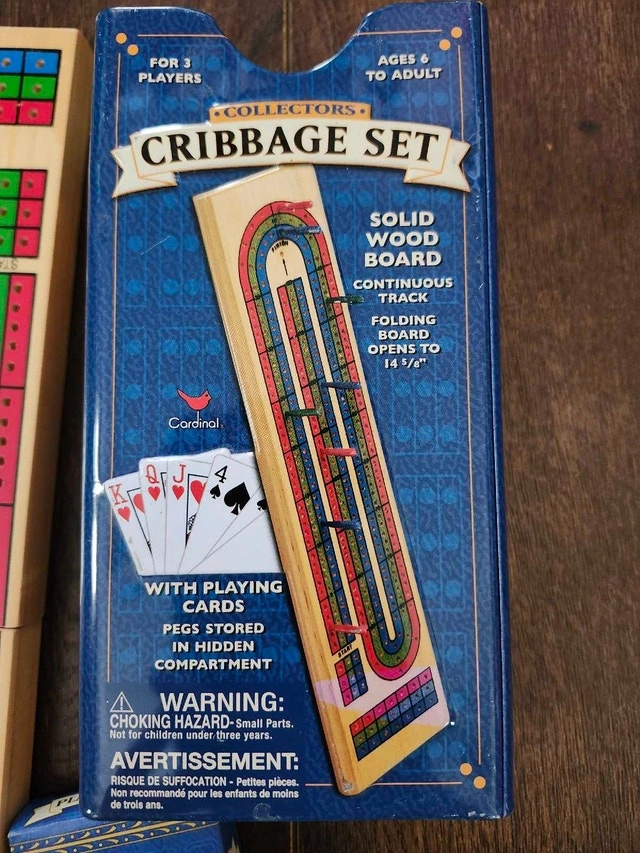 FOR 3
PLAYERS
AGES 6
TO ADULT
• COLLECTORS •
CRIBBAGE SET
SOLID
WOOD
BOARD
CONTINUOUS
TRACK
FOLDING
BOARD
OPENS TO
14 5/8"
FINISH
Cardinal
K
Q
J
4
WITH PLAYING
CARDS
PEGS STORED
IN HIDDEN
COMPARTMENT
START
WARNING:
CHOKING HAZARD- Small Parts.
Not for children under three years.
AVERTISSEMENT:
RISQUE DE SUFFOCATION - Petites pièces.
Non recommandé pour les enfants de moins
de trois ans.